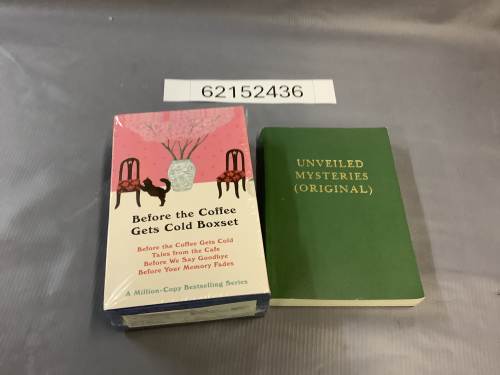 62152436
Before the Coffee
Gets Cold Boxset
Before the Coffee Gets Cold
Tales from the Cafe
Before We Say Goodbye
Before Your Memory Fades
A Million-Copy Bestselling Series
UNVEILED
MYSTERIES
(ORIGINAL)